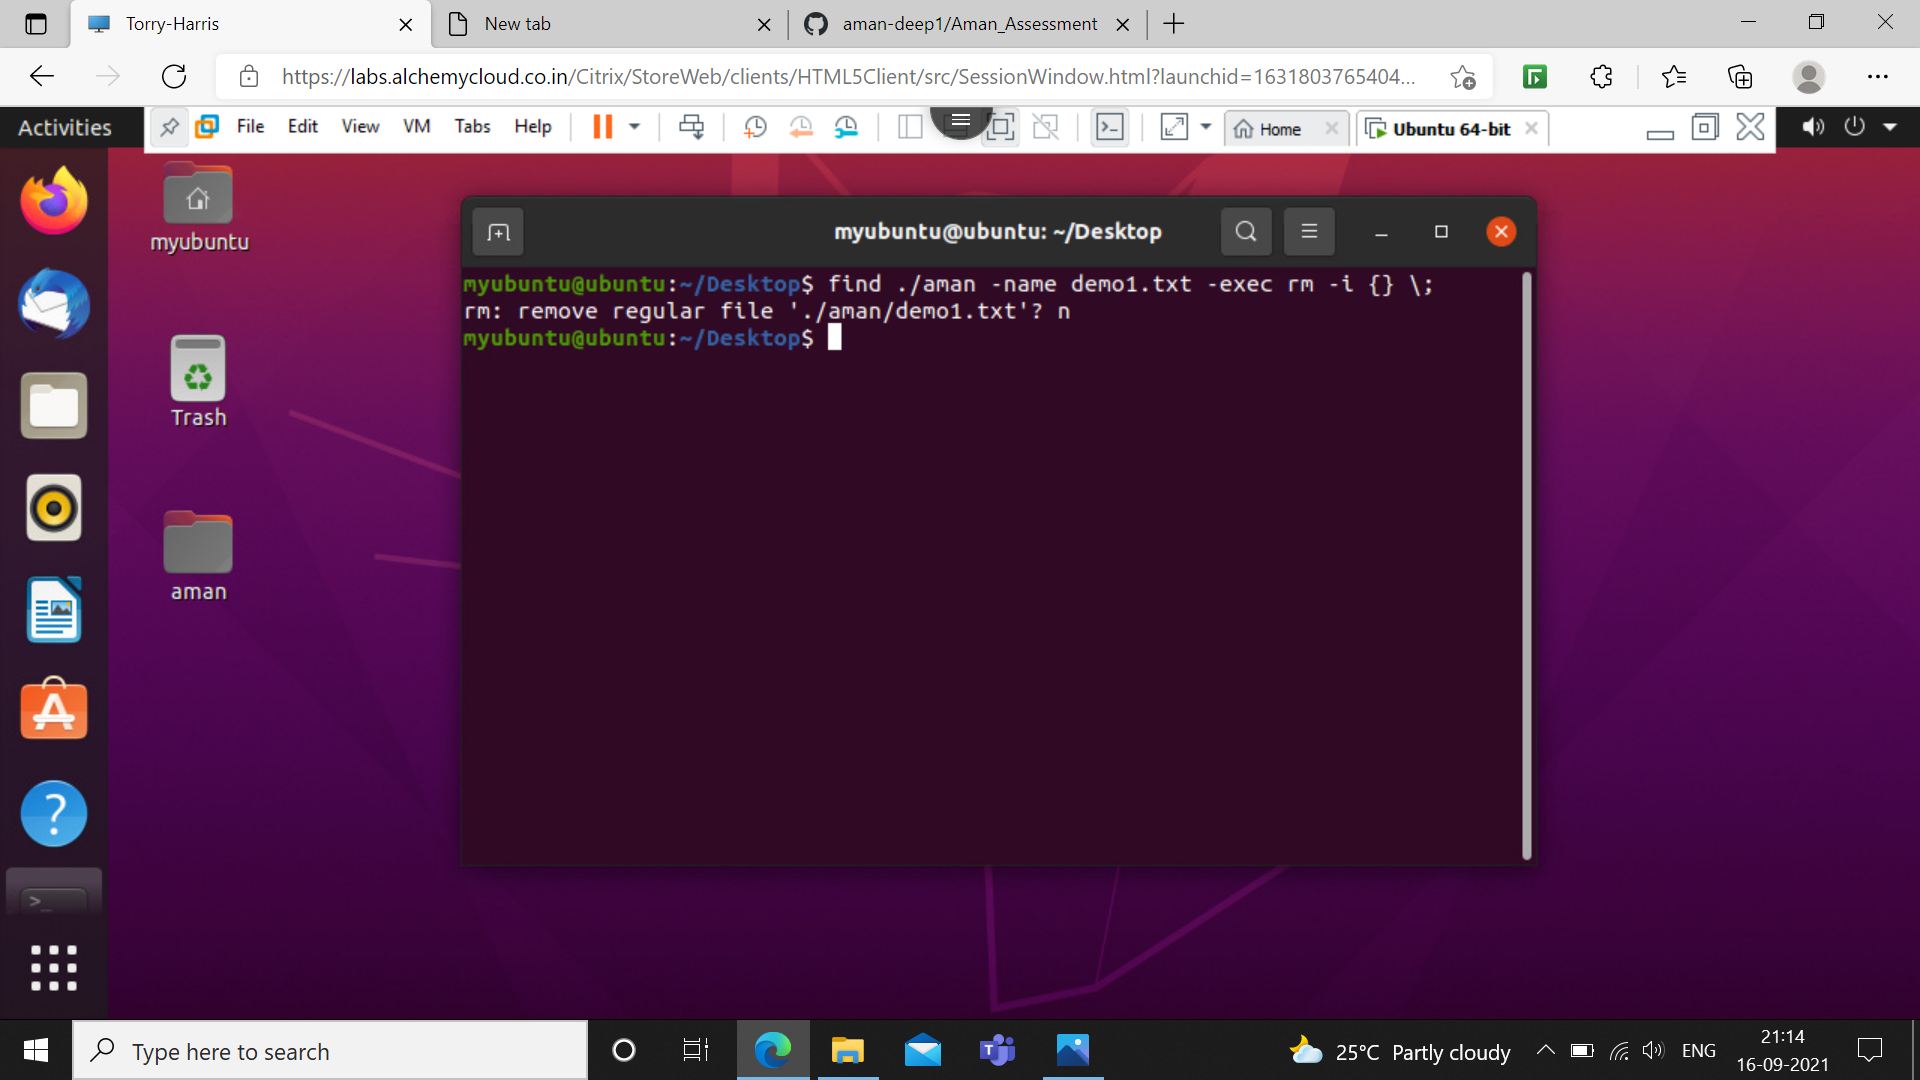 Torry-Harris
New tab
aman-deep1/Aman_Assessment
https://labs.alchemycloud.co.in/Citrix/StoreWeb/clients/HTML5Client/src/SessionWindow.html?launchid=1631803765404...
Activities
File Edit View VM Tabs Help
Home
Ubuntu 64-bit
myubuntu
Trash
aman
myubuntu@ubuntu: ~/Desktop
myubuntu@ubuntu:~/Desktop$ find ./aman -name demo1.txt -exec rm -i {} \;
rm: remove regular file './aman/demo1.txt'? n
myubuntu@ubuntu:~/Desktop$
Type here to search
25°C Partly cloudy
ENG
21:14
16-09-2021